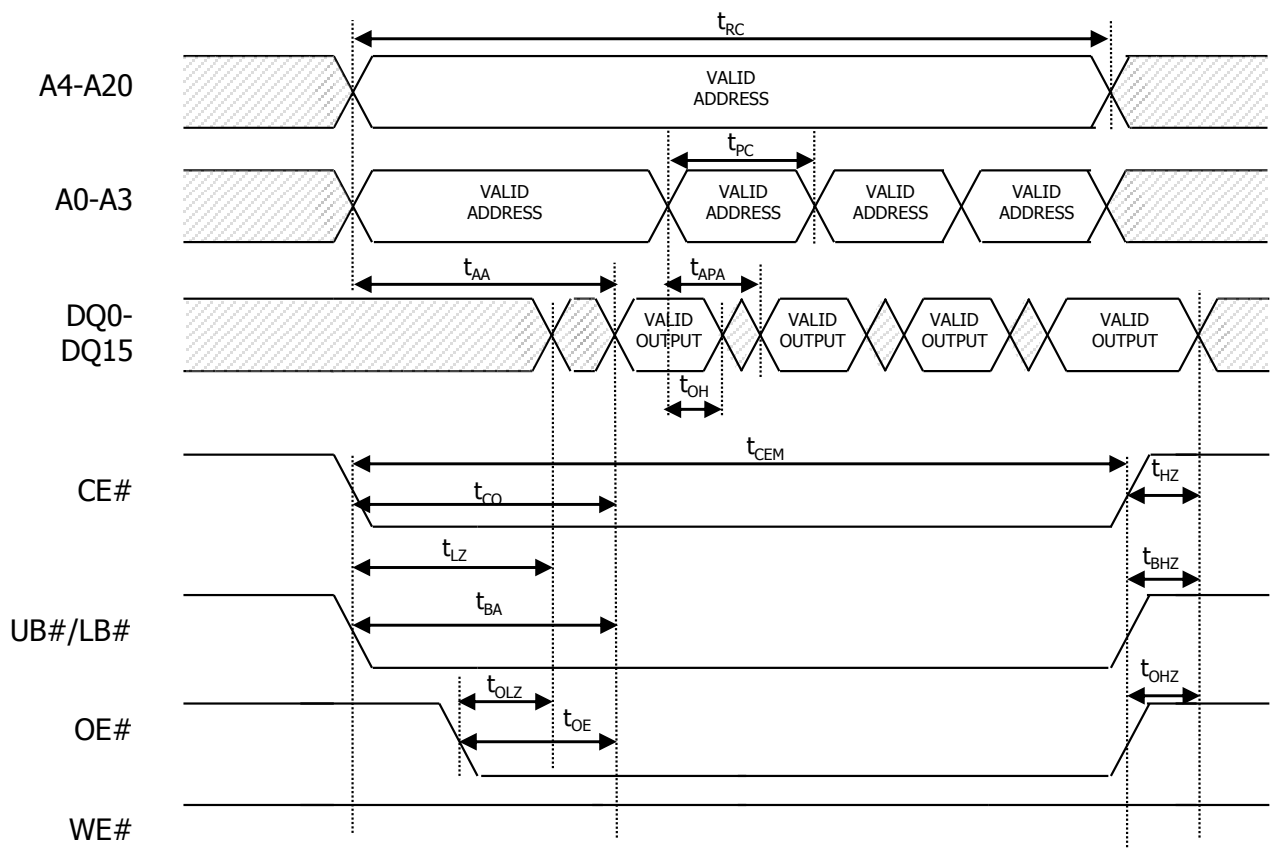 tRC
A4-A20
VALID
ADDRESS
tPC
A0-A3
VALID
ADDRESS
VALID
ADDRESS
VALID
ADDRESS
VALID
ADDRESS
tAA
tAPA
DQ0-
DQ15
VALID
OUTPUT
VALID
OUTPUT
VALID
OUTPUT
VALID
OUTPUT
tOH
tCEM
CE#
tCO
tHZ
tLZ
tBHZ
UB#/LB#
tBA
tOLZ
tOHZ
OE#
tOE
WE#